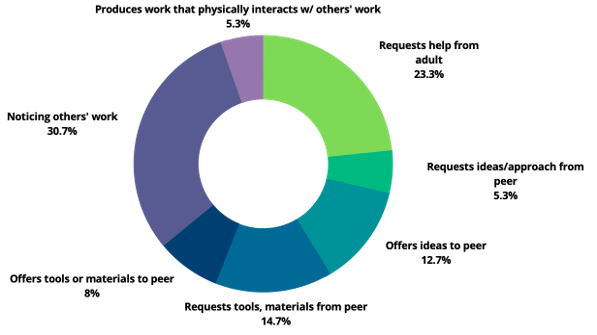 Produces work that physically interacts w/ others' work
5.3%
Requests help from
adult
23.3%
Noticing others' work
30.7%
Requests ideas/approach from
peer
5.3%
Offers ideas to peer
12.7%
Offers tools or materials to peer
8%
Requests tools, materials from peer
14.7%